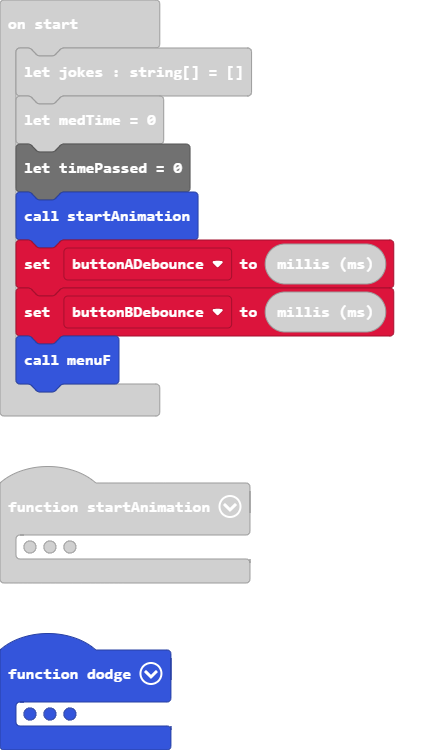 on start
let jokes : string[] = []
let medTime = 0
let timePassed = 0
call startAnimation
set buttonADebounce to millis (ms)
set buttonBDebounce to millis (ms)
call menuF
function startAnimation
function dodge